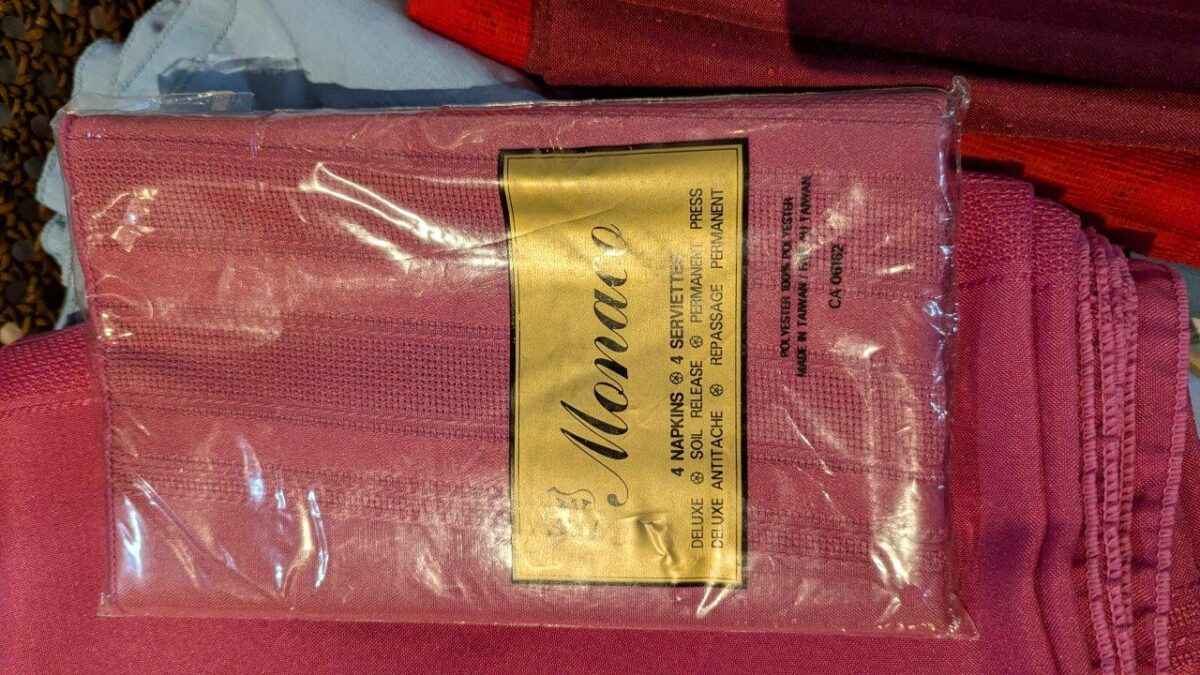 Monaco
4 NAPKINS ֍ 4 SERVIETTES
DELUXE ֍ SOIL RELEASE ֍ PERMANENT PRESS
DELUXE ANTITACHE ֍ REPASSAGE PERMANENT
POLYESTER 100% POLYESTER
MADE IN TAWAN TAIWAN
CA 06162